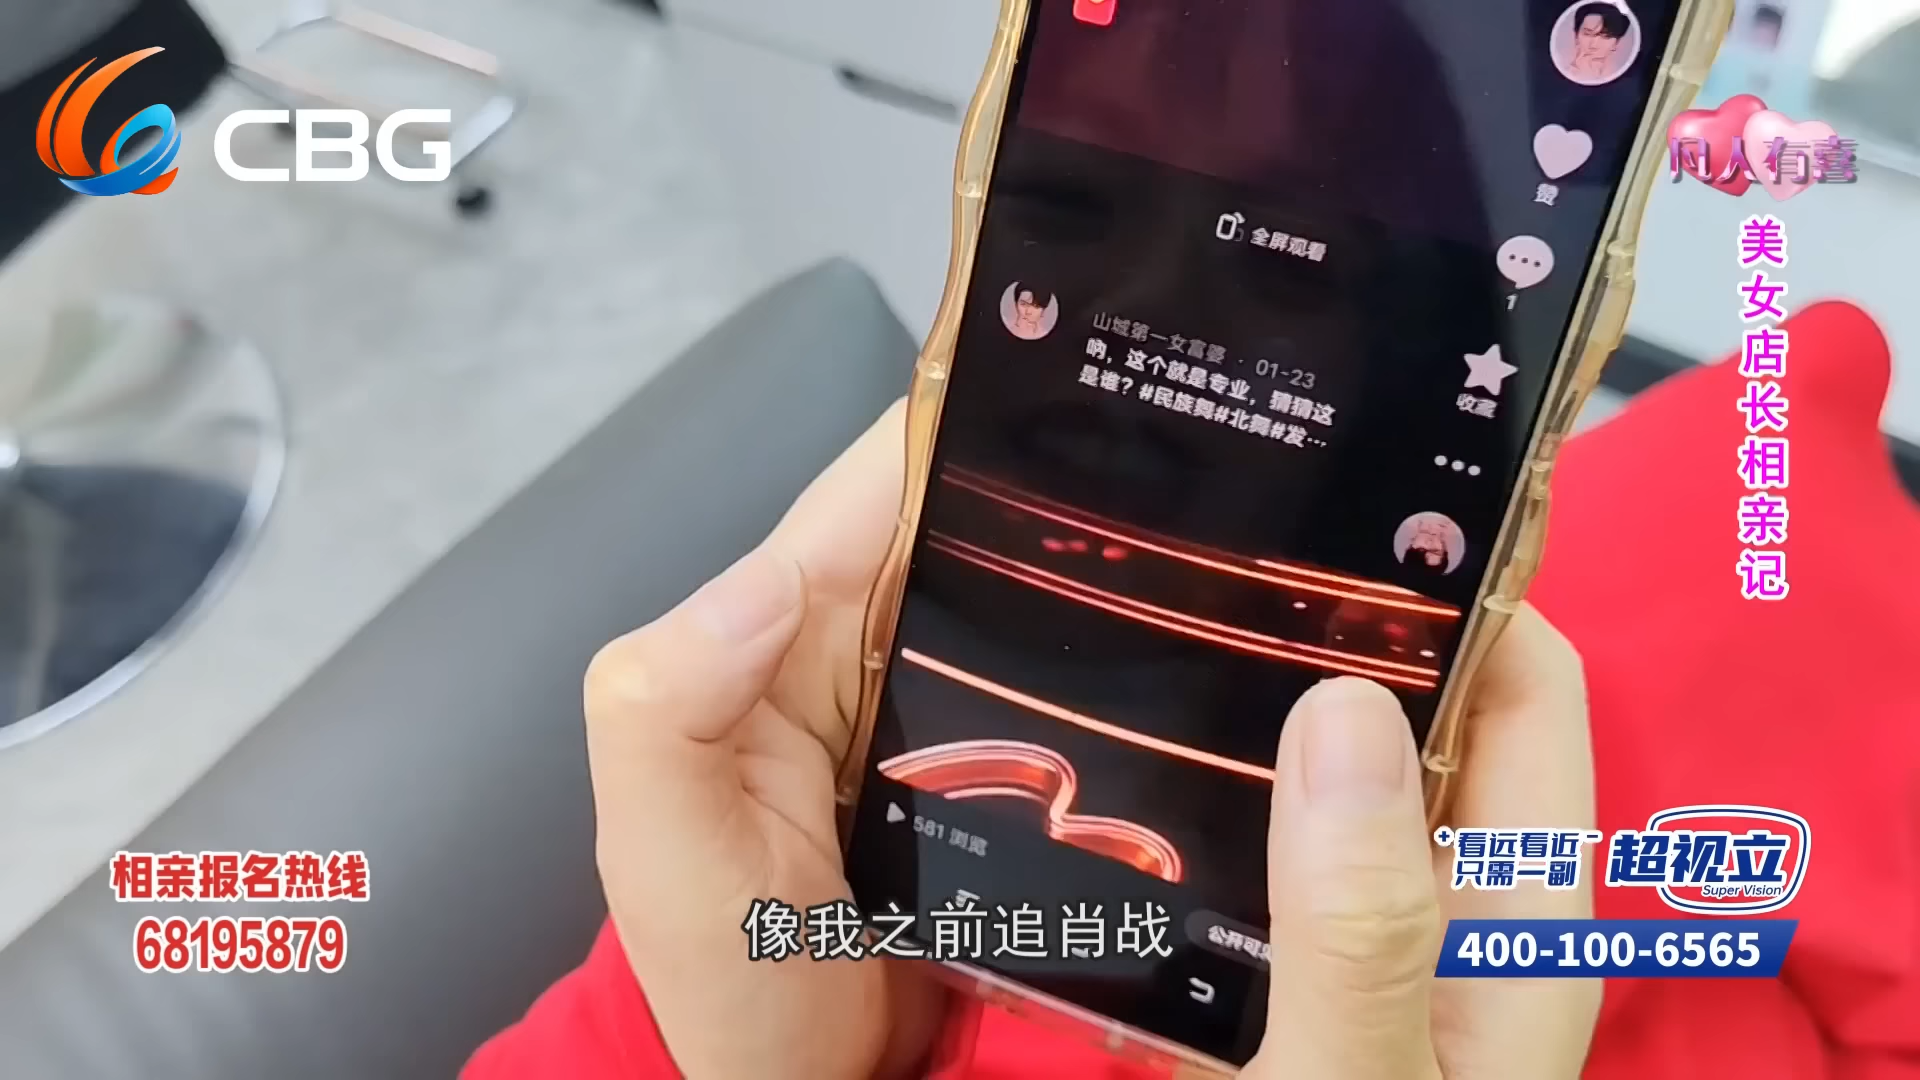 CBG
凡人有喜
美女店长相亲记
赞
全屏观看
1
山城第一女富婆 · 01-23
呐，这个就是专业，猜猜这
是谁？#民族舞#北舞#发…
收藏
581 浏览
公开可见
像我之前追肖战
相亲报名热线
68195879
+看远看近-
只需一副
超视立
Super Vision
400-100-6565